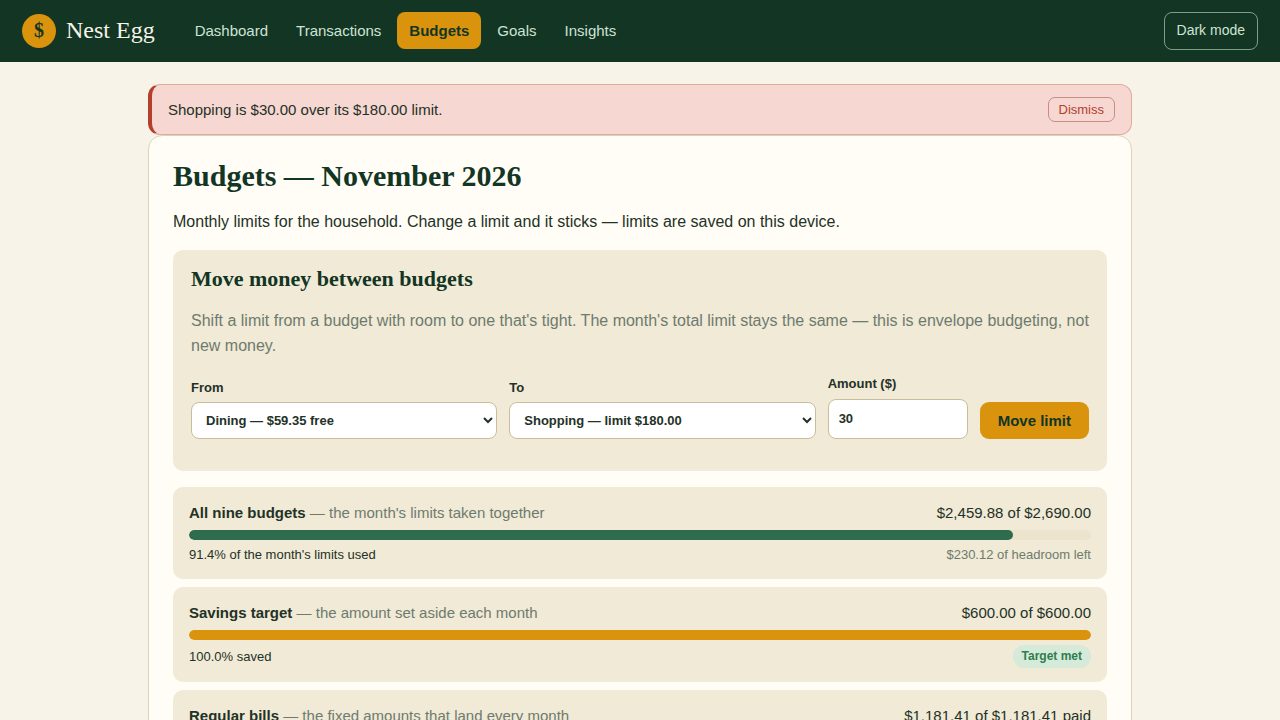 $ Nest Egg Dashboard Transactions Budgets Goals Insights Dark mode
Shopping is $30.00 over its $180.00 limit. Dismiss
Budgets — November 2026
Monthly limits for the household. Change a limit and it sticks — limits are saved on this device.
Move money between budgets
Shift a limit from a budget with room to one that's tight. The month's total limit stays the same — this is envelope budgeting, not
new money.
From To Amount ($)
Dining — $59.35 free Shopping — limit $180.00 30 Move limit
All nine budgets — the month's limits taken together $2,459.88 of $2,690.00
91.4% of the month's limits used $230.12 of headroom left
Savings target — the amount set aside each month $600.00 of $600.00
100.0% saved Target met
Regular bills — the fixed amounts that land every month $1,181.41 of $1,181.41 paid